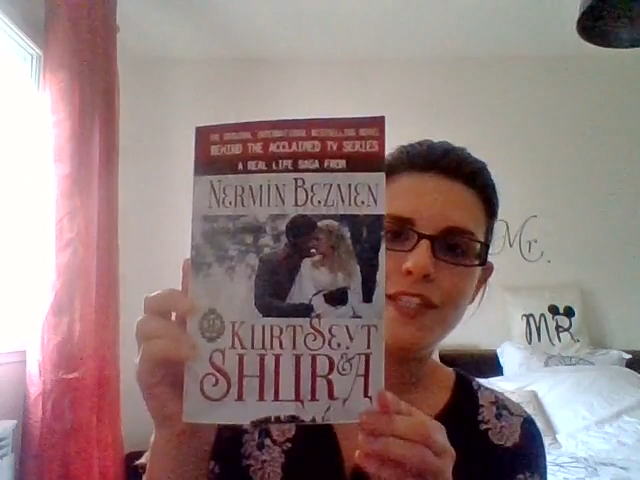 THE ORIGINAL INTERNATIONAL BESTSELLING NOVEL
BEHIND THE ACCLAIMED TV SERIES
A REAL LIFE SAGA FROM
NERMİN BEZMEN
KURT SEYT
& SHURA
Mr.
MR.